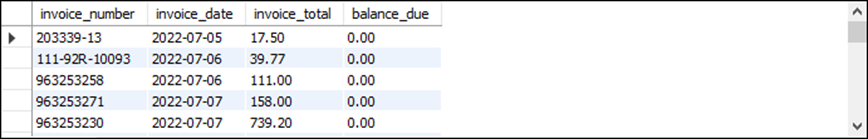 invoice_number invoice_date invoice_total balance_due
203339-13 2022-07-05 17.50 0.00
111-92R-10093 2022-07-06 39.77 0.00
963253258 2022-07-06 111.00 0.00
963253271 2022-07-07 158.00 0.00
963253230 2022-07-07 739.20 0.00